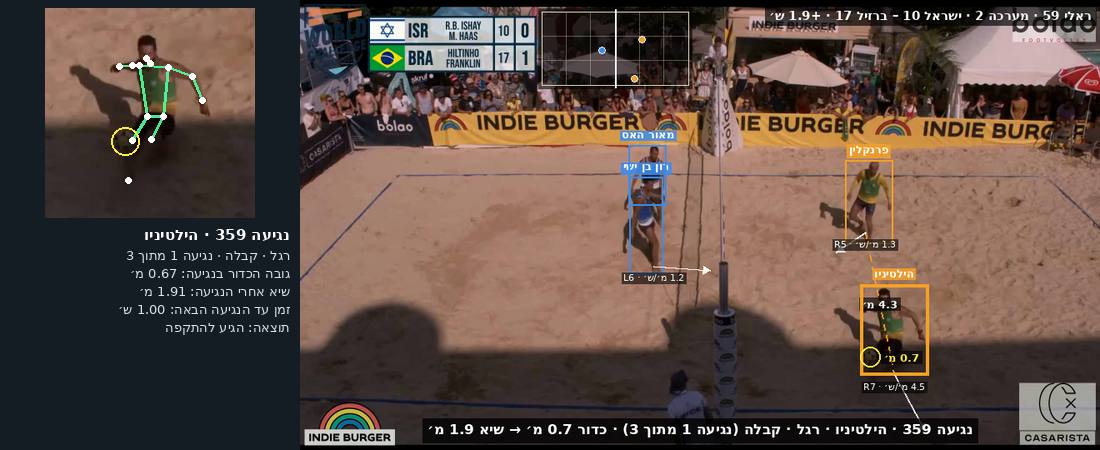 ראלי 59 · מערכה 2 · ישראל 10 – ברזיל 17 · +1.9 ש׳
ISR R.B. ISHAY M. HAAS 10 0
BRA HILTINHO FRANKLIN 17 1
INDIE BURGER
bolao
INDIE BURGER
BURGER
bolao
CASARISTA
מאור האס
רון בן ישי
פרנקלין
R5 · 1.3 מ׳/ש׳
L6 · 1.2 מ׳/ש׳
הילטיניו
4.3 מ׳
0.7 מ׳
R7 · 4.5 מ׳/ש׳
נגיעה 359 · הילטיניו
רגל · קבלה · נגיעה 1 מתוך 3
גובה הכדור בנגיעה: 0.67 מ׳
שיא אחרי הנגיעה: 1.91 מ׳
זמן עד הנגיעה הבאה: 1.00 ש׳
תוצאה: הגיע להתקפה
נגיעה 359 · הילטיניו · רגל · קבלה (נגיעה 1 מתוך 3) · כדור 0.7 מ׳ → שיא 1.9 מ׳
INDIE BURGER
CASARISTA